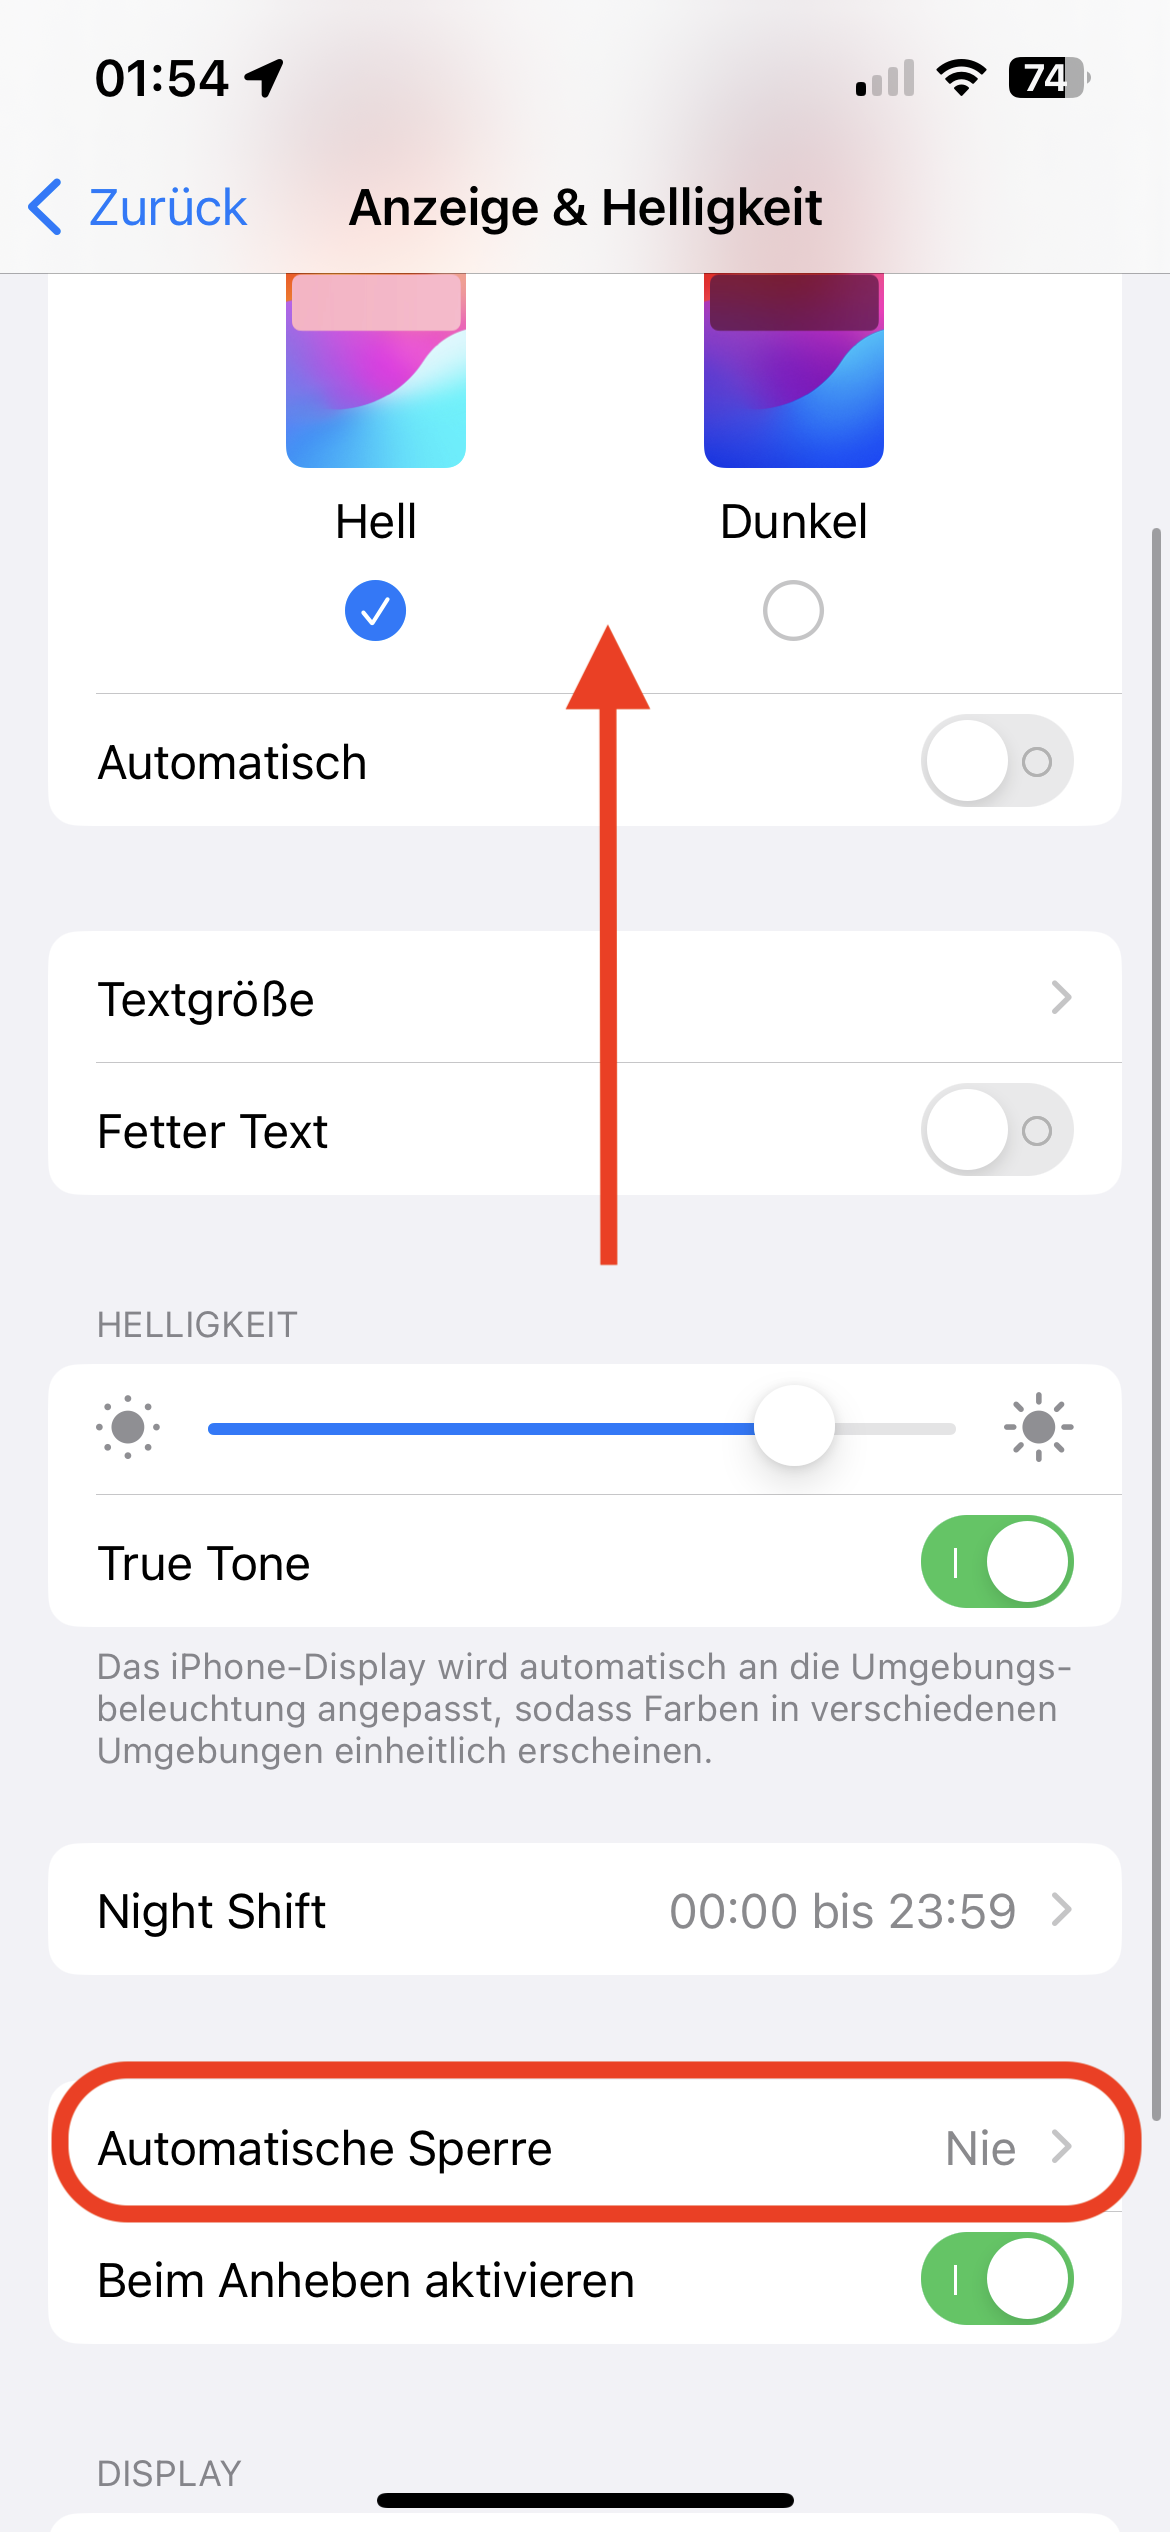 01:54
74
Zurück
Anzeige & Helligkeit
Hell
Dunkel
Automatisch
Textgröße
Fetter Text
HELLIGKEIT
True Tone
Das iPhone-Display wird automatisch an die Umgebungs-
beleuchtung angepasst, sodass Farben in verschiedenen
Umgebungen einheitlich erscheinen.
Night Shift 00:00 bis 23:59
Automatische Sperre Nie
Beim Anheben aktivieren
DISPLAY